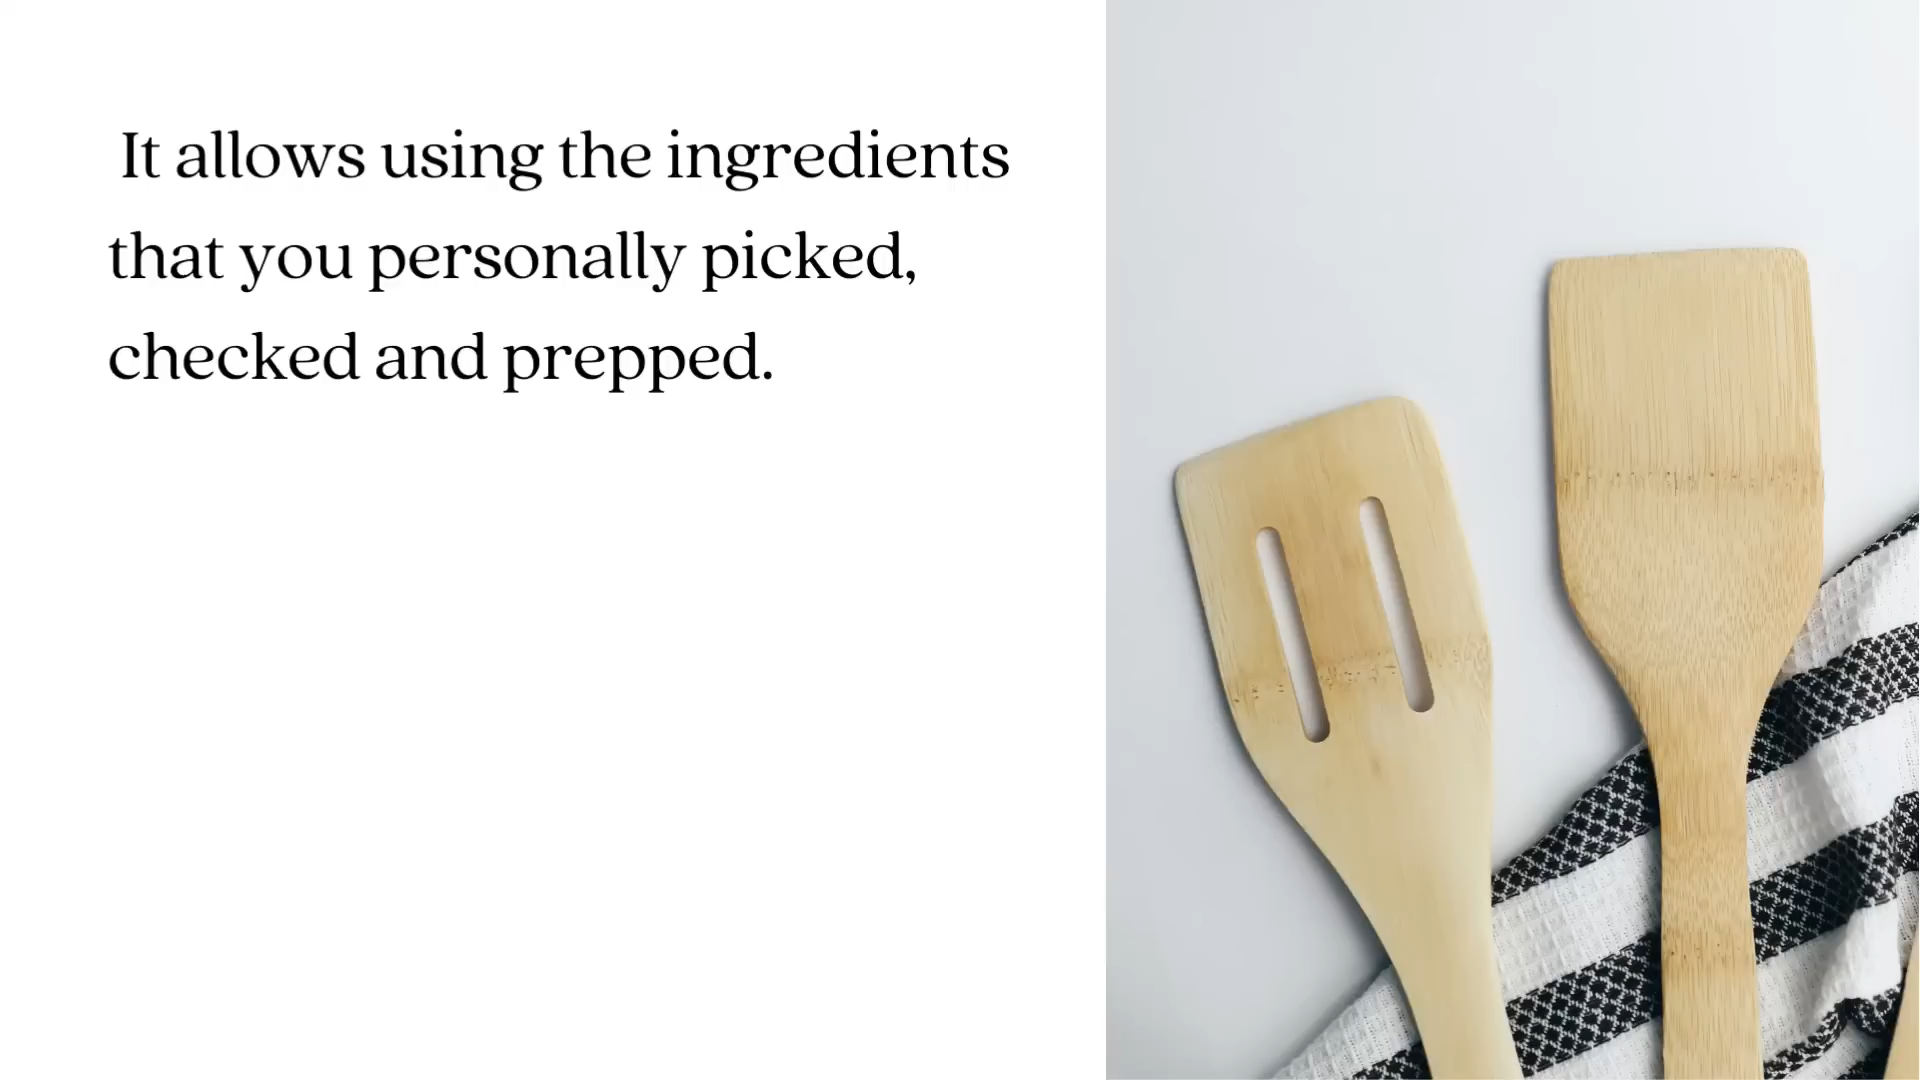 It allows using the ingredients
that you personally picked,
checked and prepped.